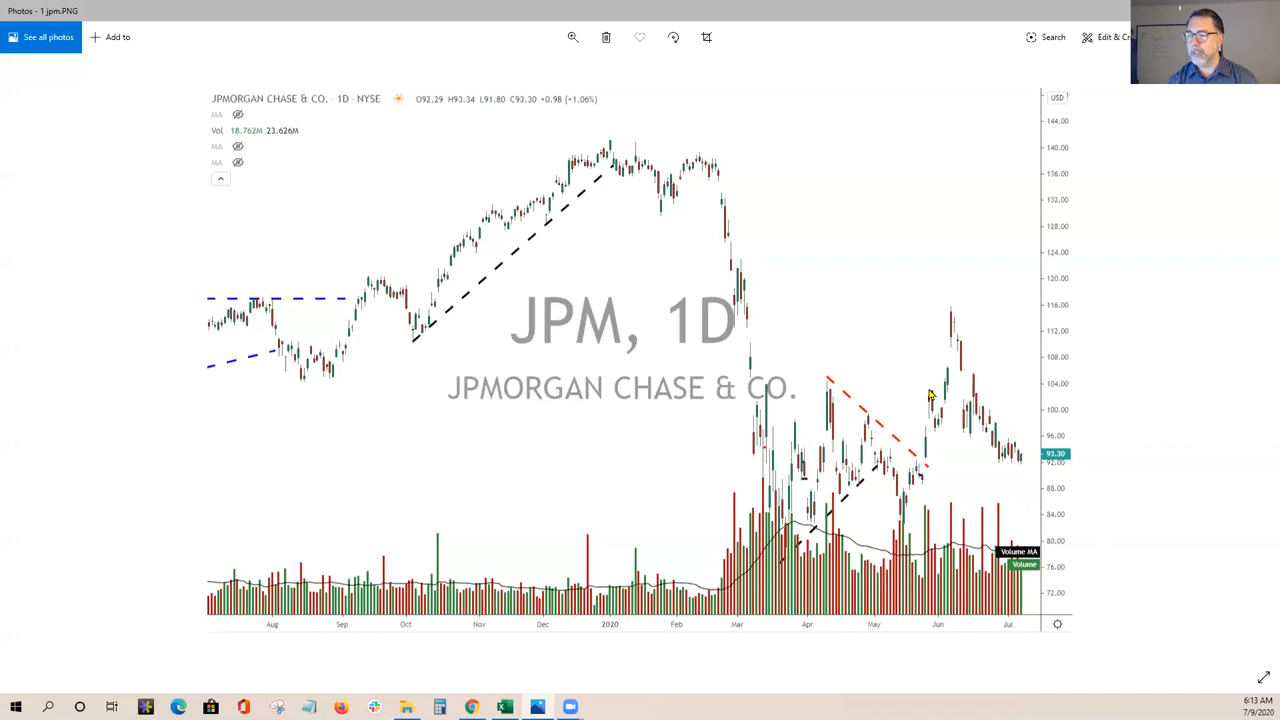 Photos - 1 jpm.PNG
See all photos
Add to
Search
Edit & Cr
JPMORGAN CHASE & CO. · 1D · NYSE O92.29 H93.34 L91.80 C93.30 +0.98 (+1.06%)
USD
MA
Vol 18.762M 23.626M
MA
MA
144.00
140.00
136.00
132.00
128.00
124.00
120.00
116.00
112.00
108.00
104.00
100.00
96.00
93.30
92.00
88.00
84.00
80.00
76.00
72.00
JPM, 1D
JPMORGAN CHASE & CO.
Volume MA
Volume
Aug Sep Oct Nov Dec 2020 Feb Mar Apr May Jun Jul
6:13 AM
7/9/2020